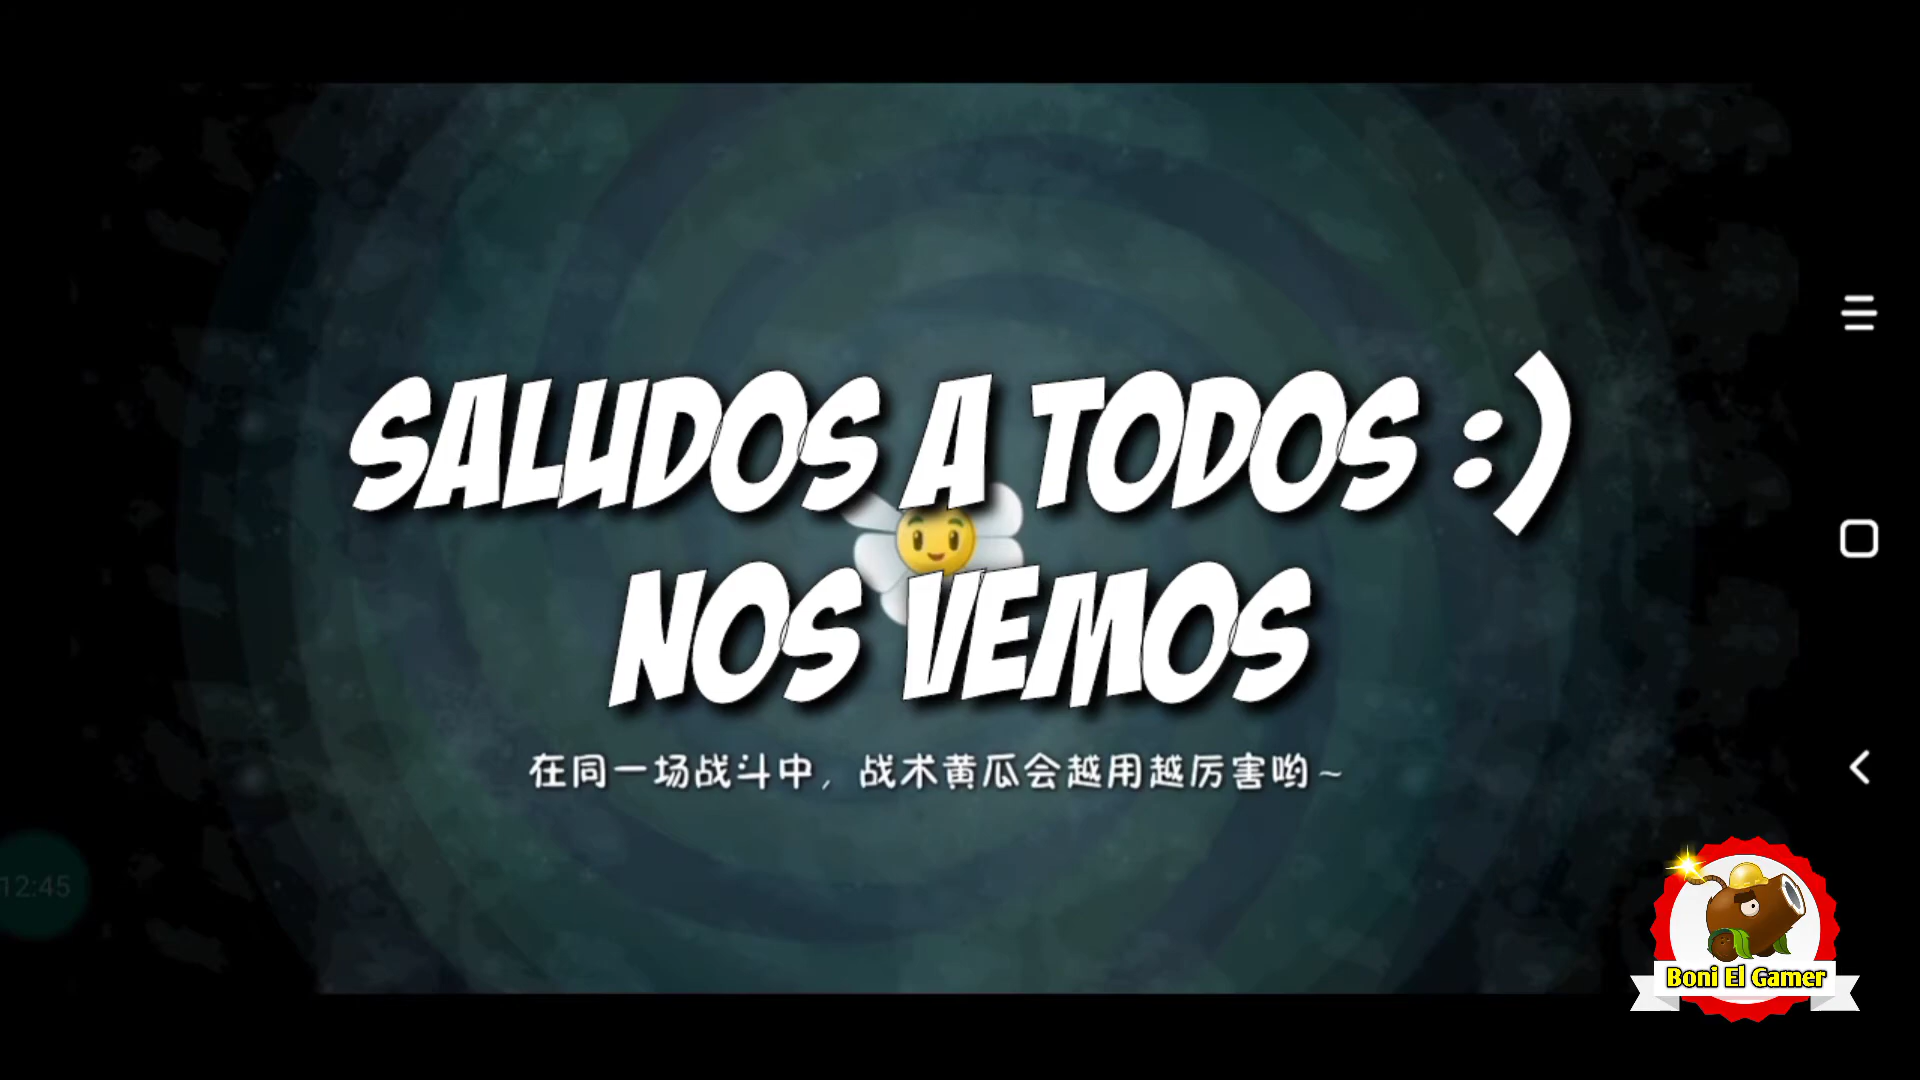 SALUDOS A TODOS :)
NOS VEMOS
在同一场战斗中，战术黄瓜会越用越厉害哟～
12:45
Boni El Gamer